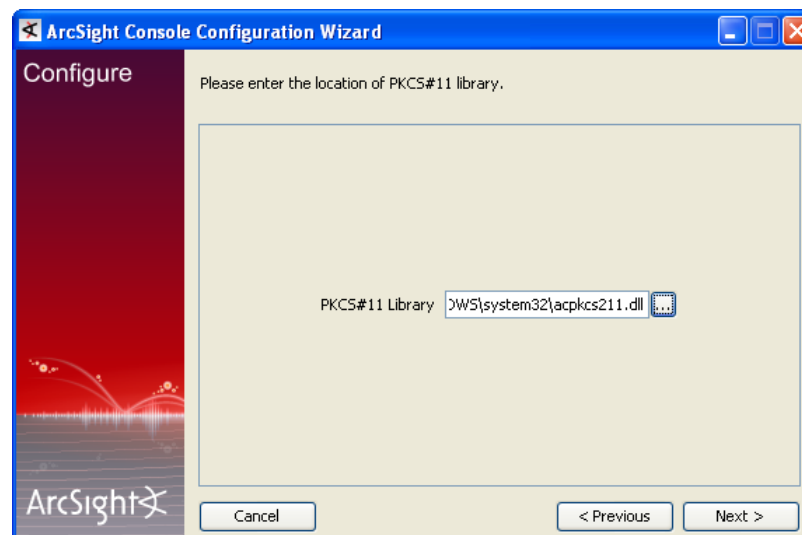 ArcSight Console Configuration Wizard
Configure
Please enter the location of PKCS#11 library.
PKCS#11 Library
OWS\system32\acpkcs211.dll
...
ArcSight
Cancel
< Previous
Next >